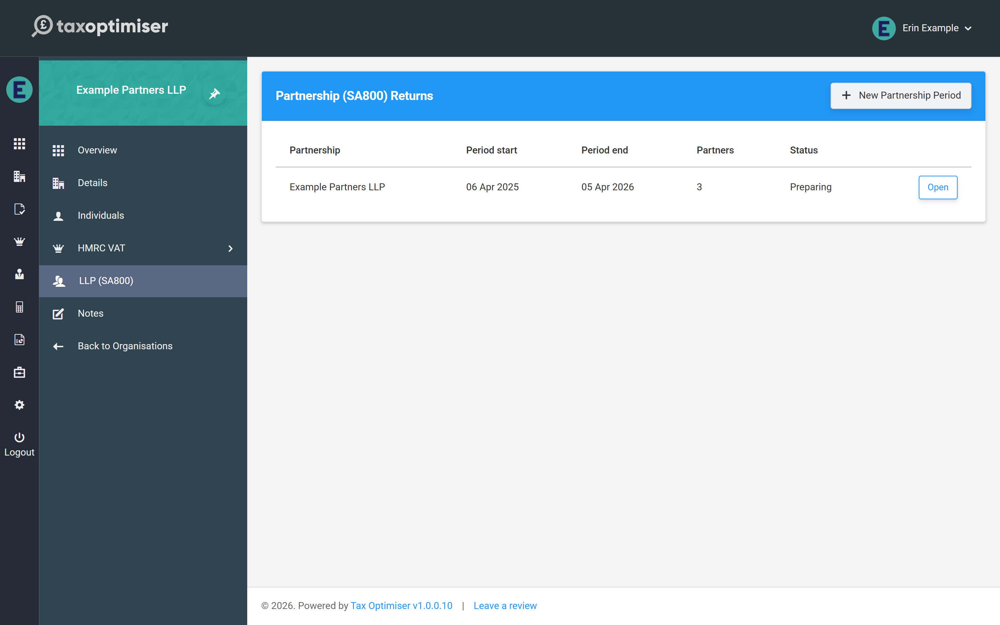 taxoptimiser
Erin Example
Example Partners LLP
Overview
Details
Individuals
HMRC VAT
LLP (SA800)
Notes
Back to Organisations
Logout
Partnership (SA800) Returns
New Partnership Period
Partnership Period start Period end Partners Status
Example Partners LLP 06 Apr 2025 05 Apr 2026 3 Preparing Open
© 2026. Powered by Tax Optimiser v1.0.0.10 | Leave a review